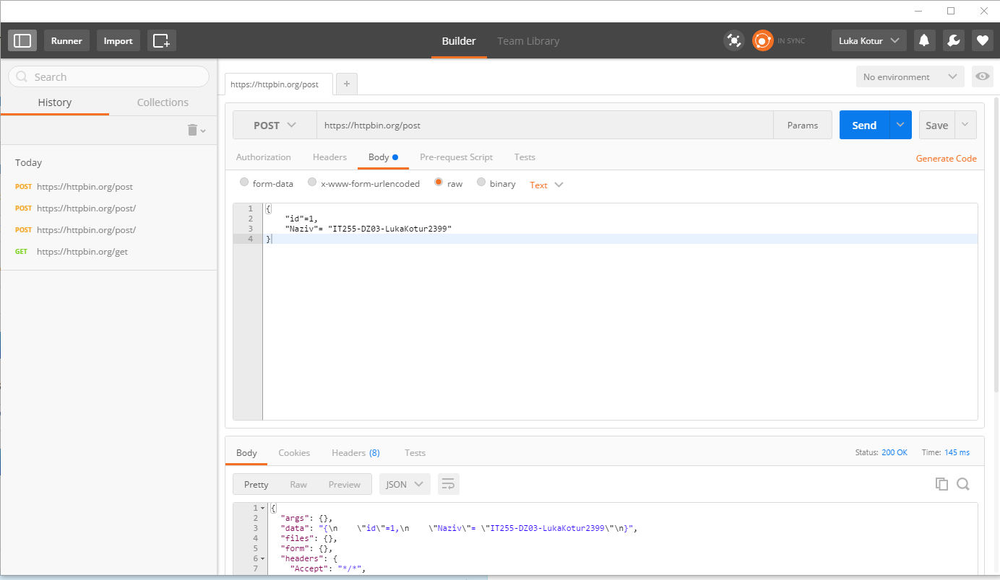 Runner Import Builder Team Library IN SYNC Luka Kotur
Search
History Collections
Today
POST https://httpbin.org/post
POST https://httpbin.org/post/
POST https://httpbin.org/post/
GET https://httpbin.org/get
https://httpbin.org/post + No environment
POST https://httpbin.org/post Params Send Save
Authorization Headers Body Pre-request Script Tests Generate Code
form-data x-www-form-urlencoded raw binary Text
1 {
2 "id"=1,
3 "Naziv"= "IT255-DZ03-LukaKotur2399"
4 }
Body Cookies Headers (8) Tests Status: 200 OK Time: 145 ms
Pretty Raw Preview JSON
1 {
2 "args": {},
3 "data": "{\n    \"id\"=1,\n    \"Naziv\"= \"IT255-DZ03-LukaKotur2399\"\n}",
4 "files": {},
5 "form": {},
6 "headers": {
7 "Accept": "*/*",